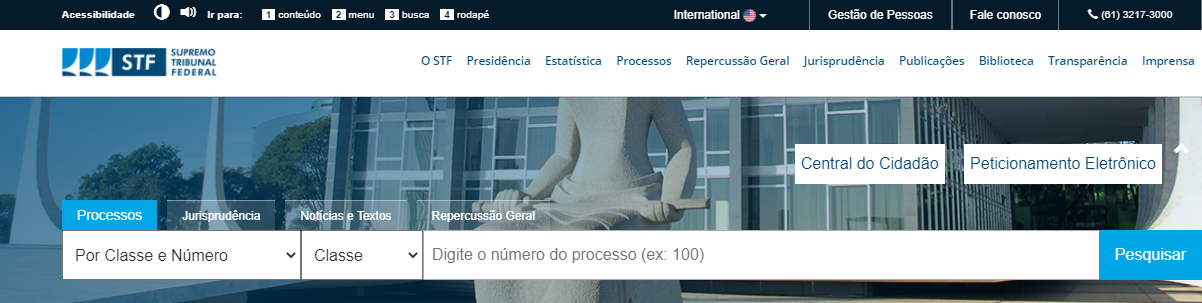 Acessibilidade Ir para: 1 conteúdo 2 menu 3 busca 4 rodapé International Gestão de Pessoas Fale conosco (61) 3217-3000
STF SUPREMO TRIBUNAL FEDERAL
O STF Presidência Estatística Processos Repercussão Geral Jurisprudência Publicações Biblioteca Transparência Imprensa
Central do Cidadão Peticionamento Eletrônico
Processos Jurisprudência Notícias e Textos Repercussão Geral
Por Classe e Número Classe Digite o número do processo (ex: 100) Pesquisar